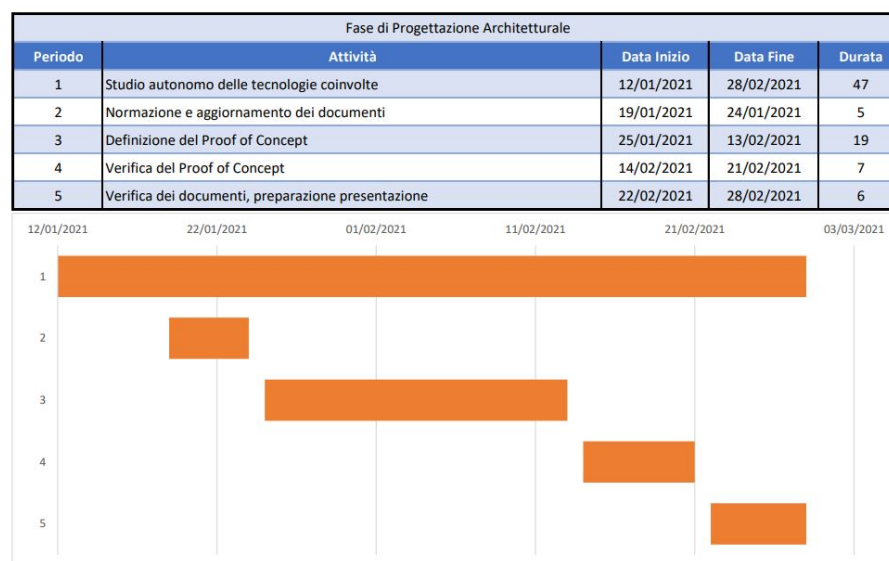 Fase di Progettazione Architetturale
Periodo Attività Data Inizio Data Fine Durata
1 Studio autonomo delle tecnologie coinvolte 12/01/2021 28/02/2021 47
2 Normazione e aggiornamento dei documenti 19/01/2021 24/01/2021 5
3 Definizione del Proof of Concept 25/01/2021 13/02/2021 19
4 Verifica del Proof of Concept 14/02/2021 21/02/2021 7
5 Verifica dei documenti, preparazione presentazione 22/02/2021 28/02/2021 6
12/01/2021 22/01/2021 01/02/2021 11/02/2021 21/02/2021 03/03/2021
1
2
3
4
5